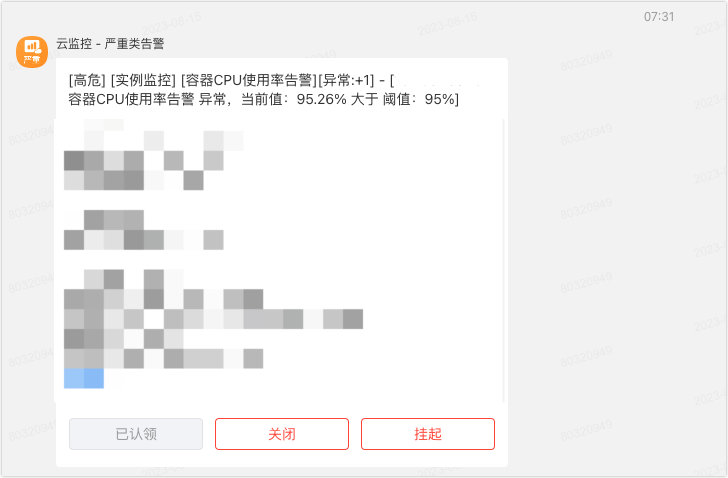 07:31
云监控 - 严重类告警
严重
[高危] [实例监控] [容器CPU使用率告警][异常:+1] - [
容器CPU使用率告警 异常，当前值：95.26% 大于 阈值：95%]
已认领
关闭
挂起